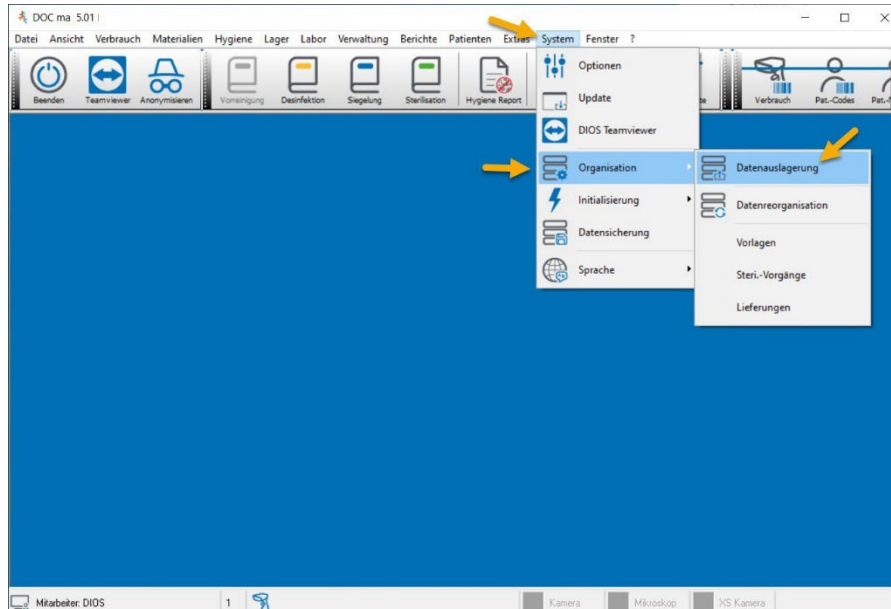 DOC ma 5.01
Datei Ansicht Verbrauch Materialien Hygiene Lager Labor Verwaltung Berichte Patienten Extras System Fenster ?
Beenden Teamviewer Anonymisieren Vorreinigung Desinfektion Siegelung Sterilisation Hygiene Report Verbrauch Pat.-Codes
Optionen
Update
DIOS Teamviewer
Organisation
Initialisierung
Datensicherung
Sprache
Datenauslagerung
Datenreorganisation
Vorlagen
Steri.-Vorgänge
Lieferungen
Mitarbeiter: DIOS 1 Kamera Mikroskop XS Kamera